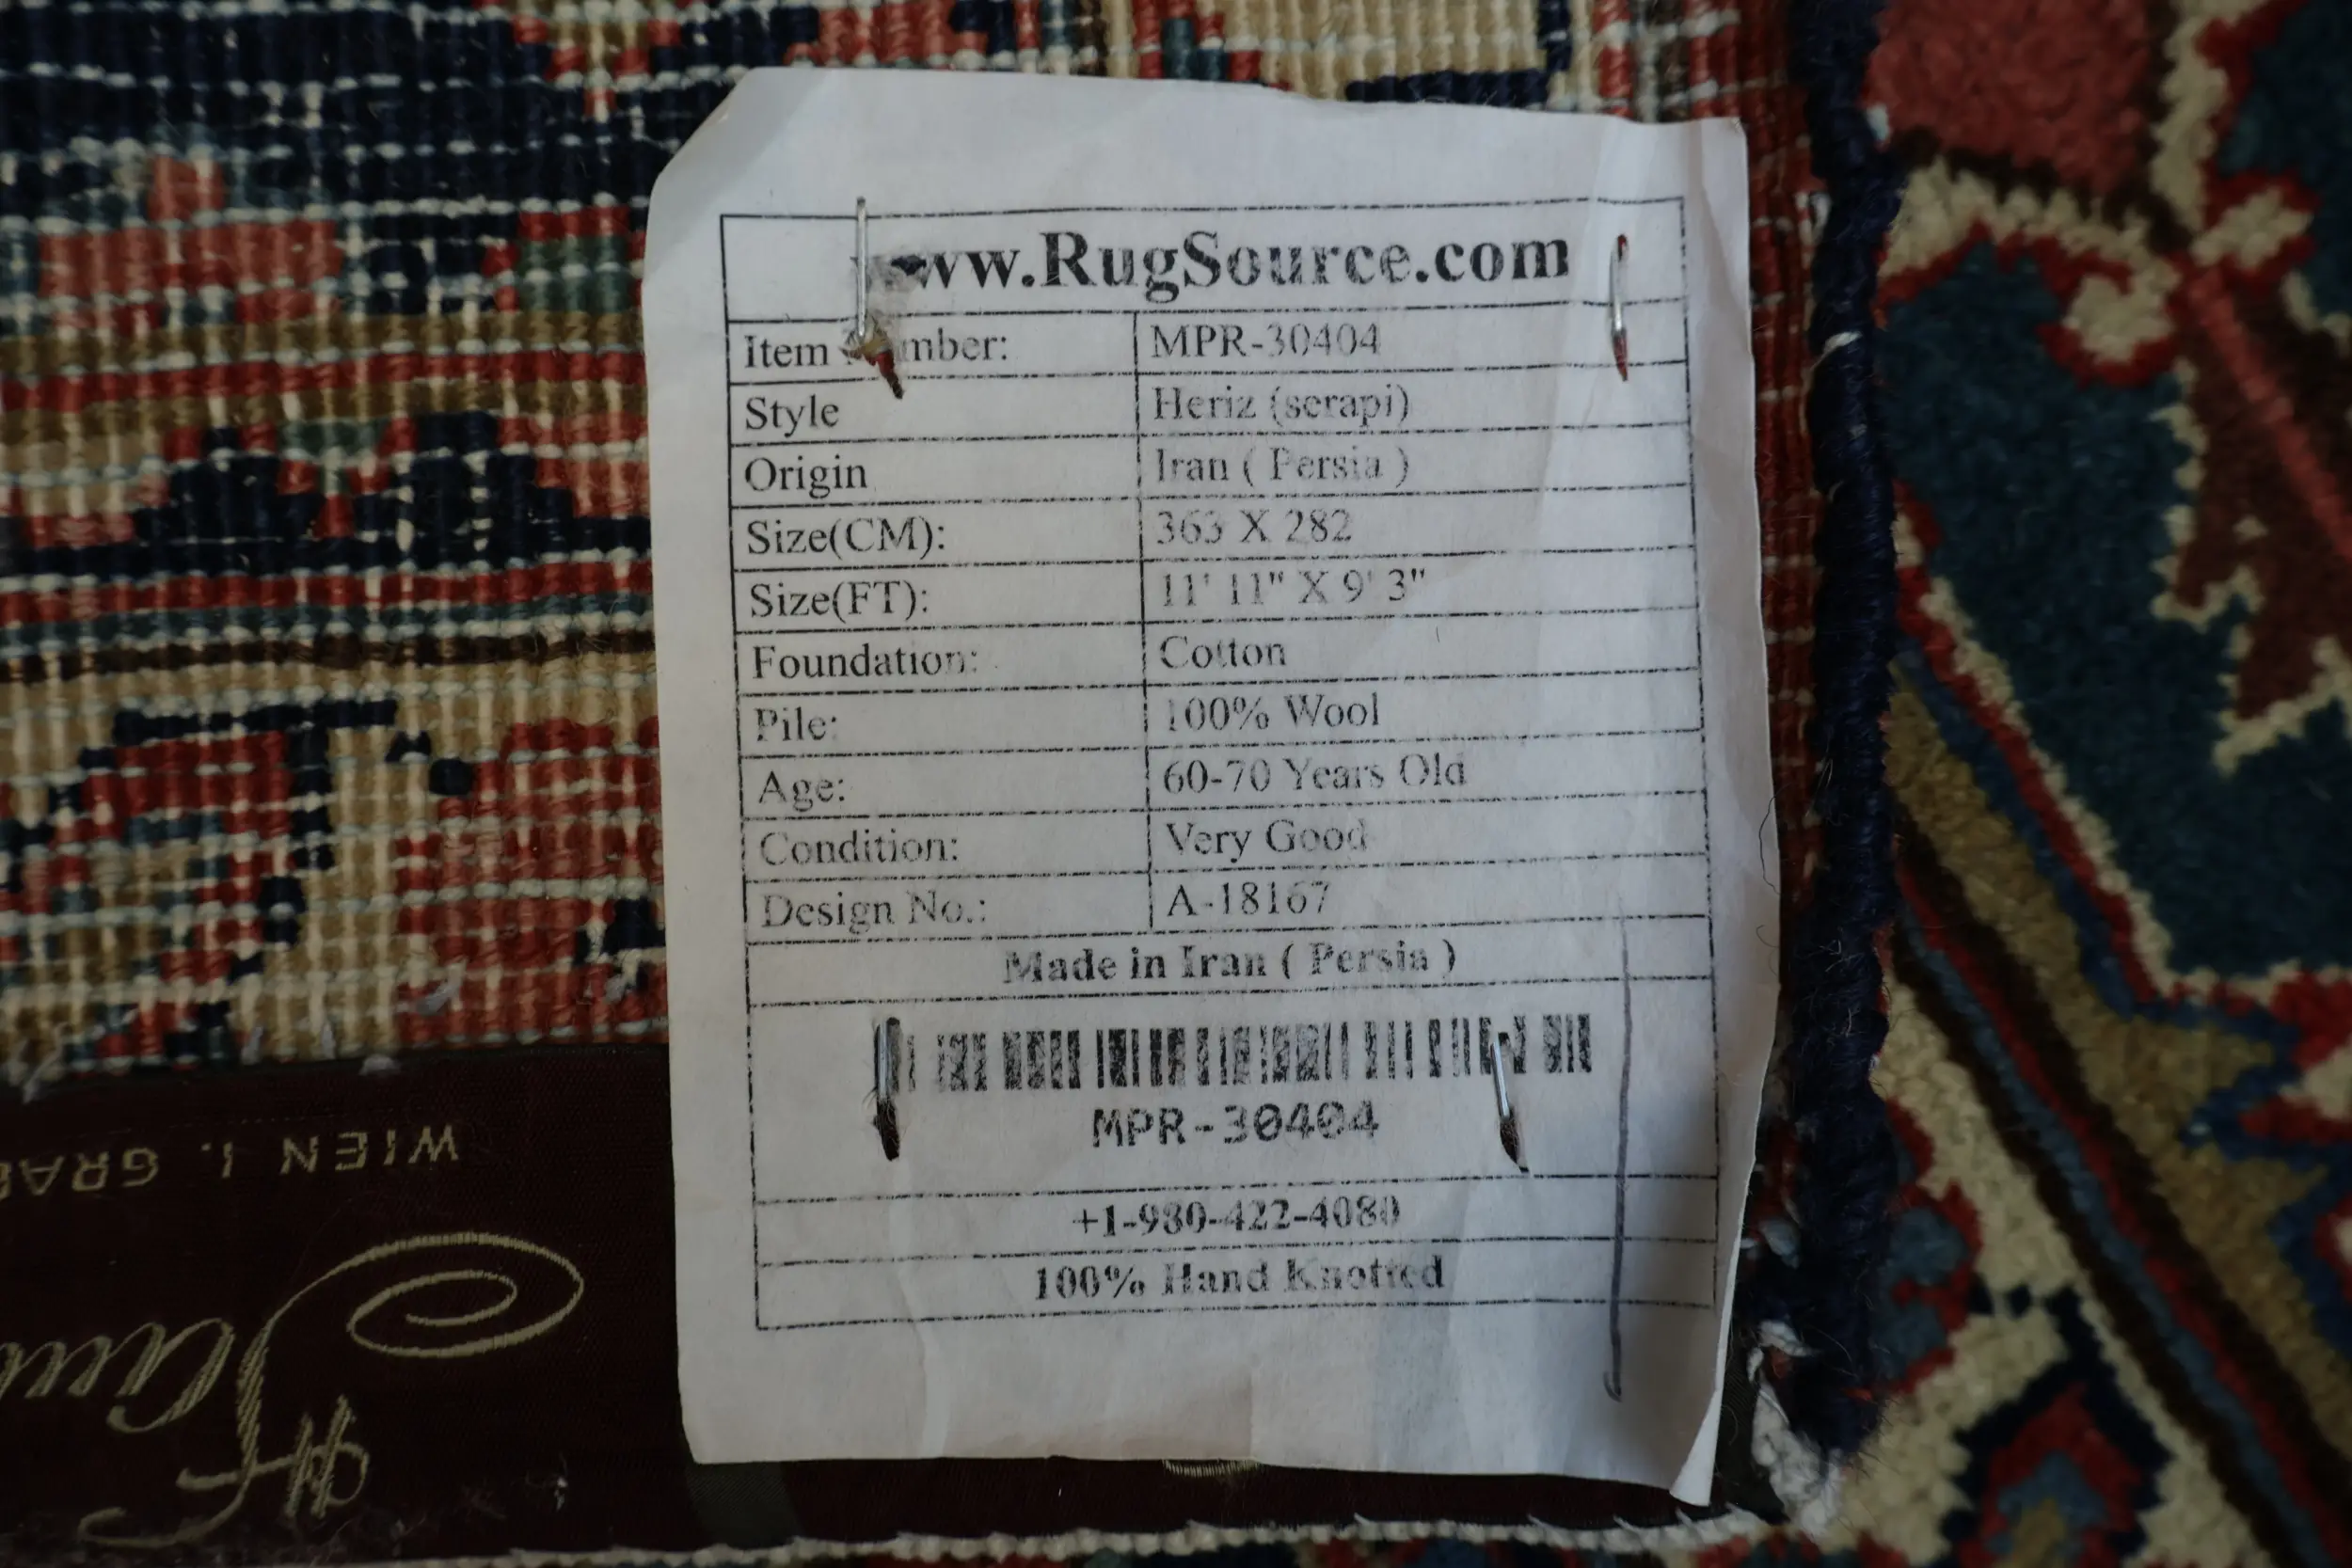 www.RugSource.com
Item Number: MPR-30404
Style Heriz (serapi)
Origin Iran ( Persia )
Size(CM): 363 X 282
Size(FT): 11' 11" X 9' 3"
Foundation: Cotton
Pile: 100% Wool
Age: 60-70 Years Old
Condition: Very Good
Design No.: A-18167
Made in Iran ( Persia )
MPR-30404
+1-980-422-4080
100% Hand Knotted
WIEN I.